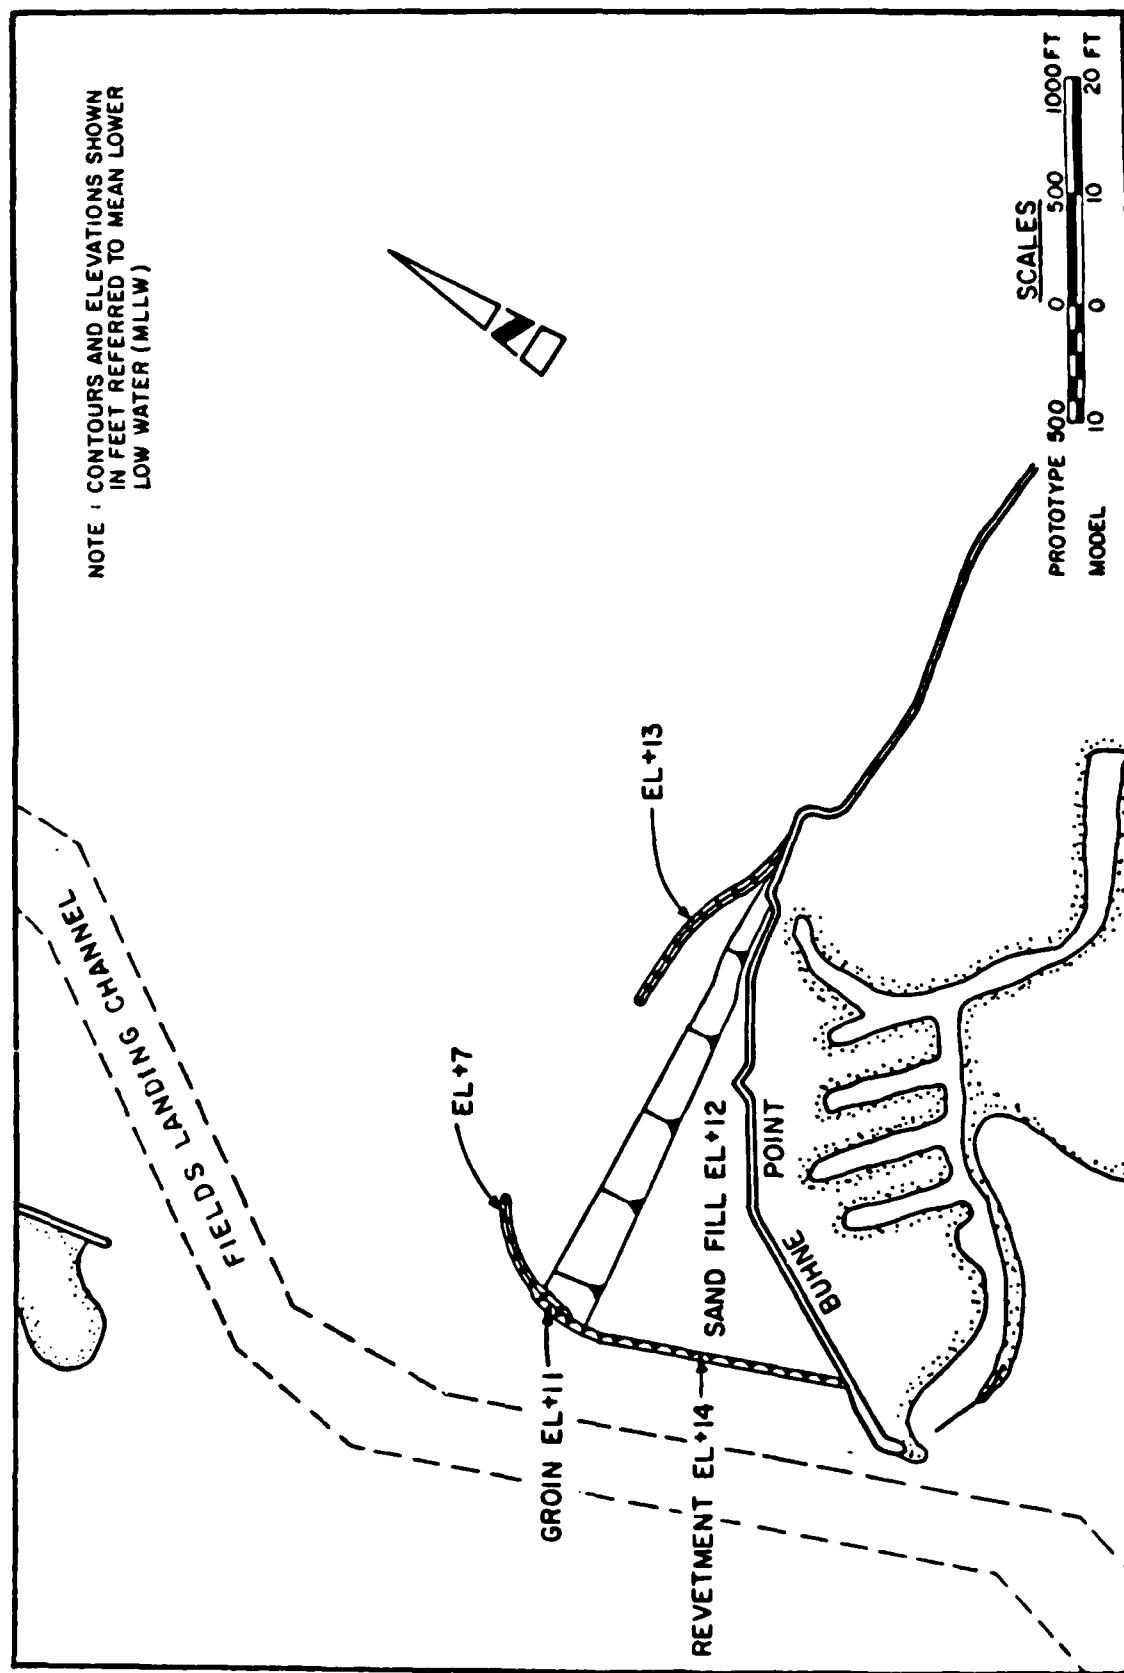 NOTE : CONTOURS AND ELEVATIONS SHOWN
IN FEET REFERRED TO MEAN LOWER
LOW WATER (MLLW)
FIELDS LANDING CHANNEL
N
EL+7
EL+13
GROIN EL+11
REVETMENT EL+14
SAND FILL EL+12
BUHNE
POINT
SCALES
PROTOTYPE 500 0 500 1000 FT
MODEL 10 0 10 20 FT